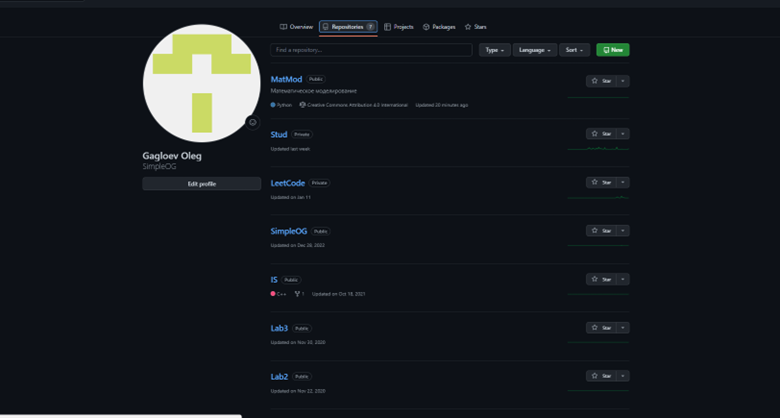 Overview Repositories 7 Projects Packages Stars
Find a repository... Type Language Sort New
MatMod Public Star
Математическое моделирование
Python Creative Commons Attribution 4.0 International Updated 20 minutes ago
Stud Private Star
Updated last week
Gagloev Oleg
SimpleOG
Edit profile
LeetCode Private Star
Updated on Jan 11
SimpleOG Public Star
Updated on Dec 26, 2022
IS Public Star
C++ 1 Updated on Oct 18, 2021
Lab3 Public Star
Updated on Nov 30, 2020
Lab2 Public Star
Updated on Nov 22, 2020